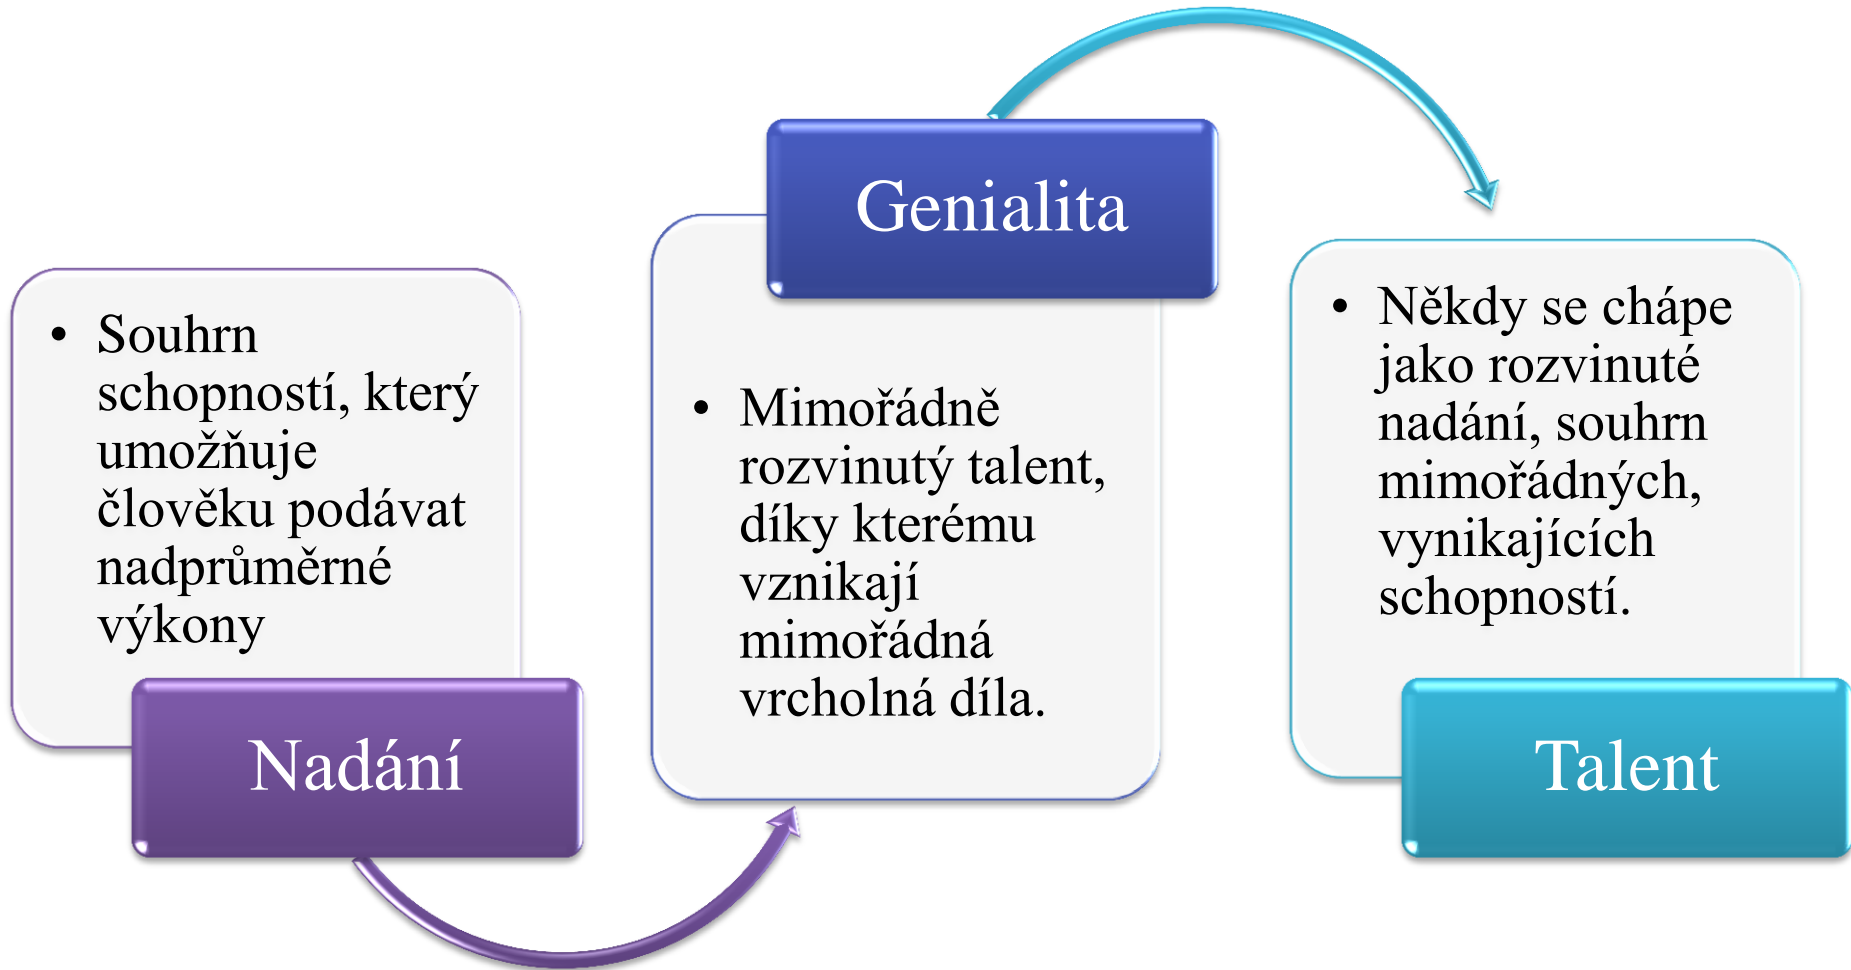 • Souhrn
schopností, který
umožňuje
člověku podávat
nadprůměrné
výkony
Nadání
Genialita
• Mimořádně
rozvinutý talent,
díky kterému
vznikají
mimořádná
vrcholná díla.
• Někdy se chápe
jako rozvinuté
nadání, souhrn
mimořádných,
vynikajících
schopností.
Talent